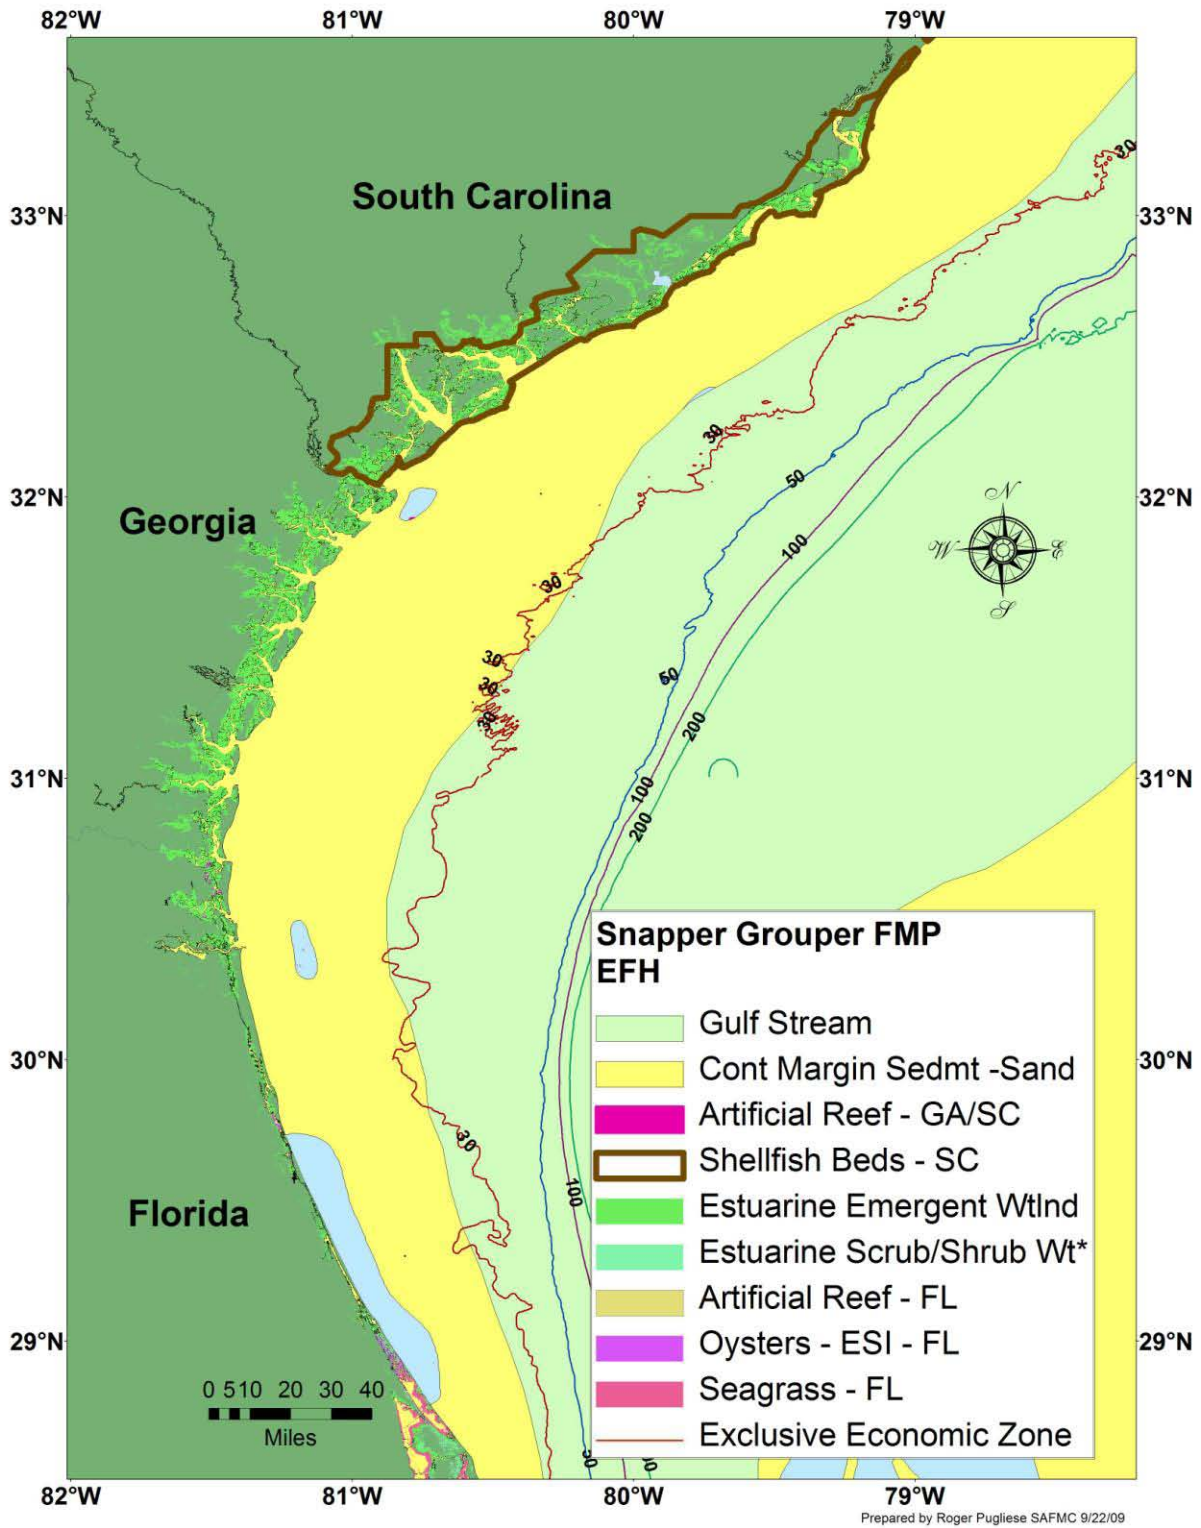 82°W 81°W 80°W 79°W
South Carolina
30
33°N 33°N
30
50
32°N 32°N
Georgia
N
W E
S
100
30
30
30
30
50
200
31°N 31°N
100
200
Snapper Grouper FMP
EFH
Gulf Stream
Cont Margin Sedmt -Sand
Artificial Reef - GA/SC
Shellfish Beds - SC
Estuarine Emergent Wtlnd
Estuarine Scrub/Shrub Wt*
Artificial Reef - FL
Oysters - ESI - FL
Seagrass - FL
Exclusive Economic Zone
30°N 30°N
30
100
Florida
29°N 29°N
0 5 10 20 30 40
Miles
82°W 81°W 80°W 79°W
Prepared by Roger Pugliese SAFMC 9/22/09